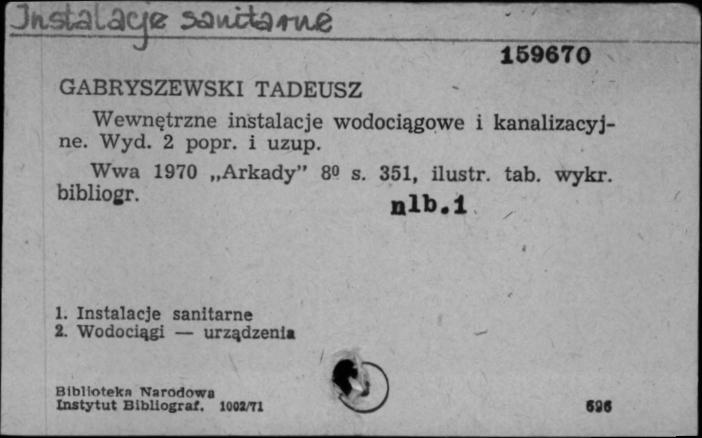 Instalacje sanitarne
159670
GABRYSZEWSKI TADEUSZ
Wewnętrzne instalacje wodociągowe i kanalizacyj-
ne. Wyd. 2 popr. i uzup.
Wwa 1970 „Arkady” 8º s. 351, ilustr. tab. wykr.
bibliogr.
nlb.1
1. Instalacje sanitarne
2. Wodociągi — urządzenia
Biblioteka Narodowa
Instytut Bibliograf. 1002/71
696